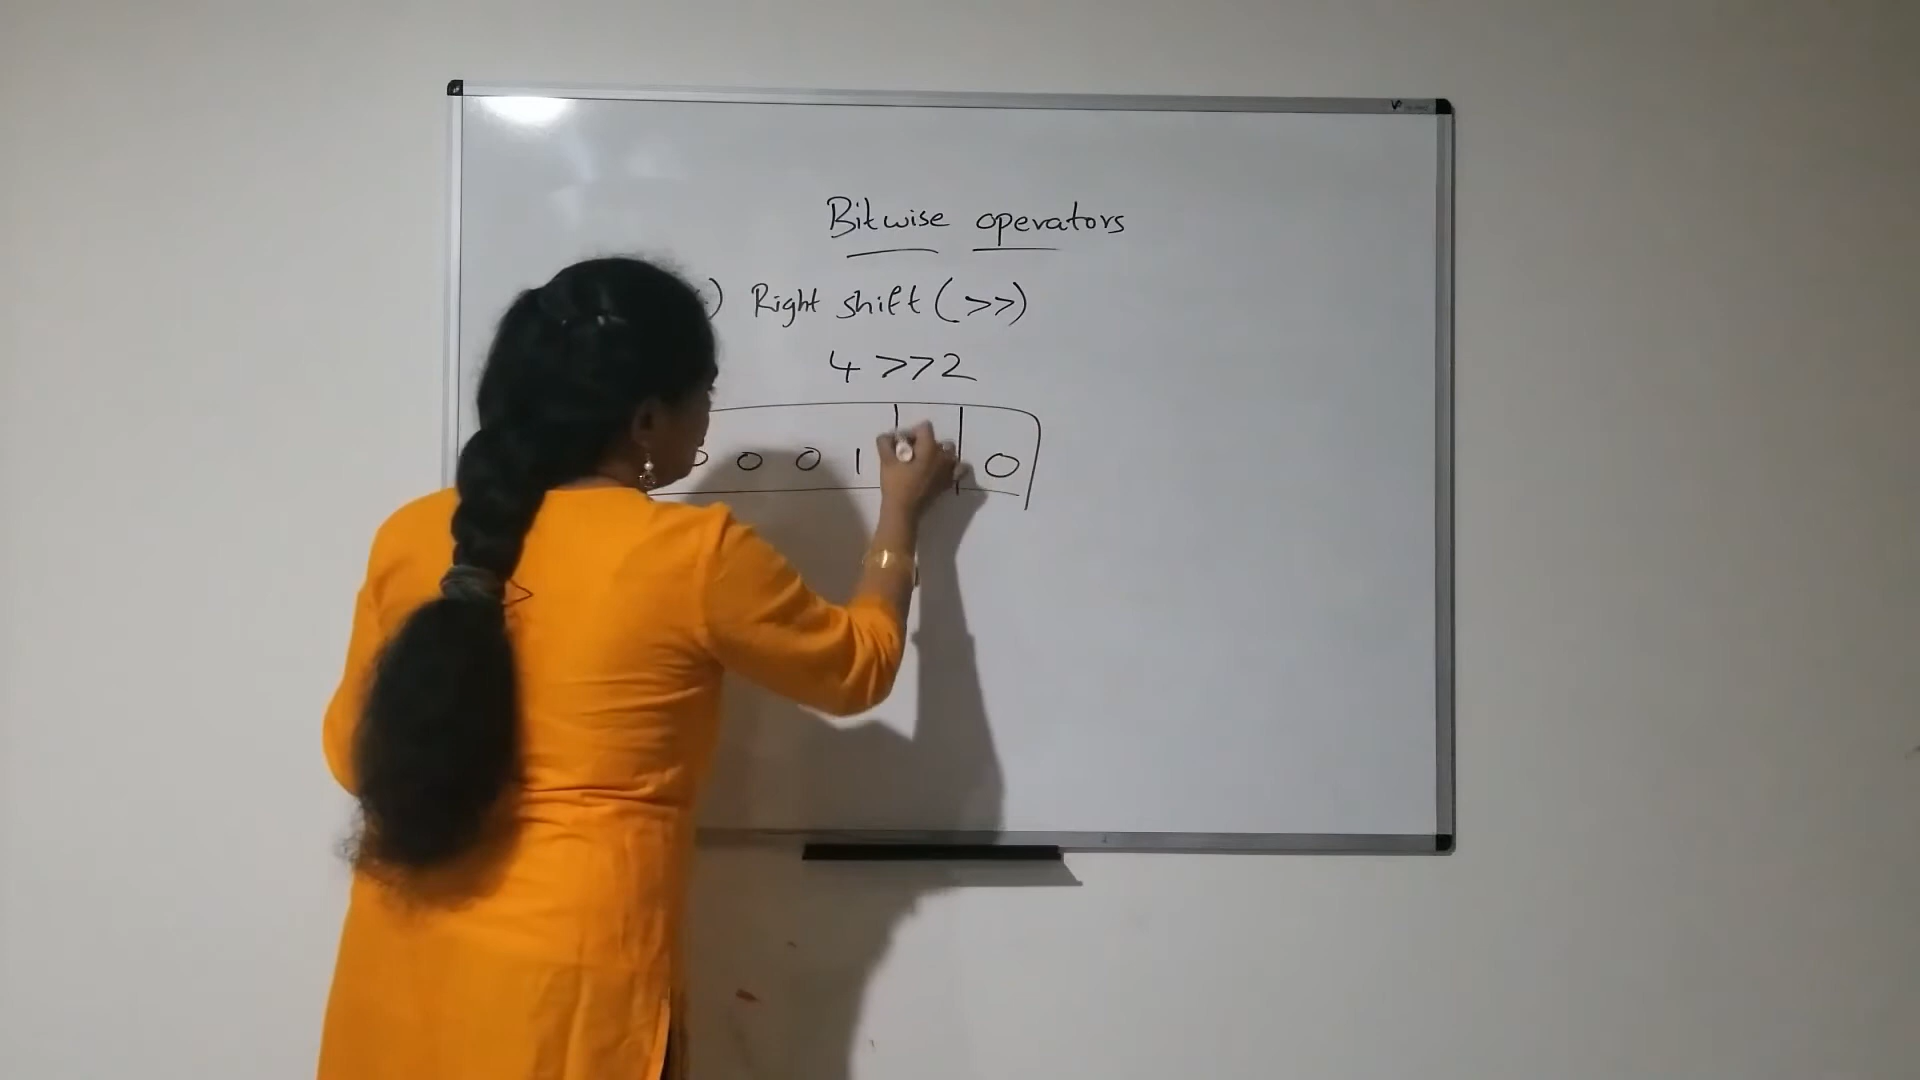 Bitwise operators
) Right shift (>>)
4 >>2
0 0 0 1 0